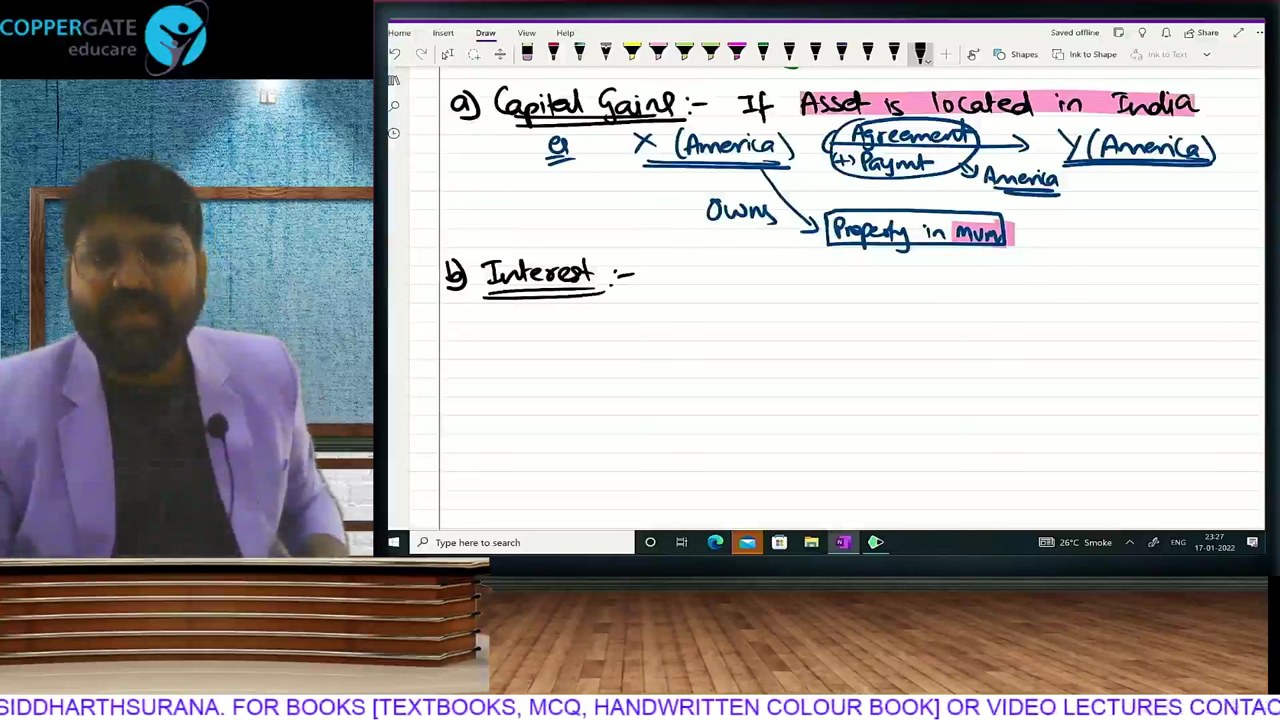 COPPERGATE
educare
Home Insert Draw View Help
Saved offline
Share
Shapes
Ink to Shape
Ink to Text
a) Capital Gains :- If Asset is located in India
eg X (America) Agreement Y (America)
(+) Paymt America
Owns
Property in mum
b) Interest :-
Type here to search
26°C Smoke
ENG
23:27
17-01-2022
SIDDHARTHSURANA. FOR BOOKS [TEXTBOOKS, MCQ, HANDWRITTEN COLOUR BOOK] OR VIDEO LECTURES CONTAC